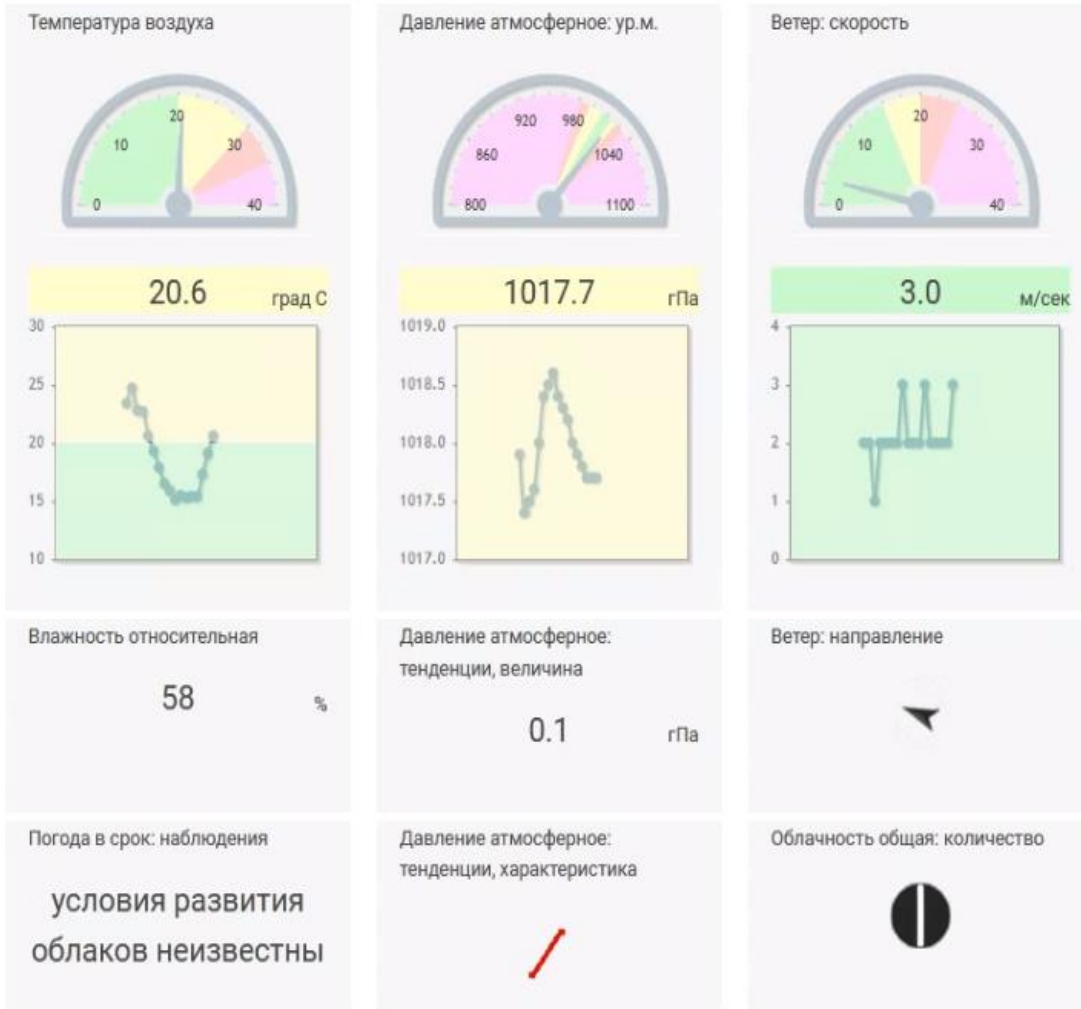 Температура воздуха
0
10
20
30
40
20.6 град С
30
25
20
15
10
Давление атмосферное: ур.м.
800
860
920
980
1040
1100
1017.7 гПа
1019.0
1018.5
1018.0
1017.5
1017.0
Ветер: скорость
0
10
20
30
40
3.0 м/сек
4
3
2
1
0
Влажность относительная
58 %
Давление атмосферное:
тенденции, величина
0.1 гПа
Ветер: направление
Погода в срок: наблюдения
условия развития
облаков неизвестны
Давление атмосферное:
тенденции, характеристика
Облачность общая: количество